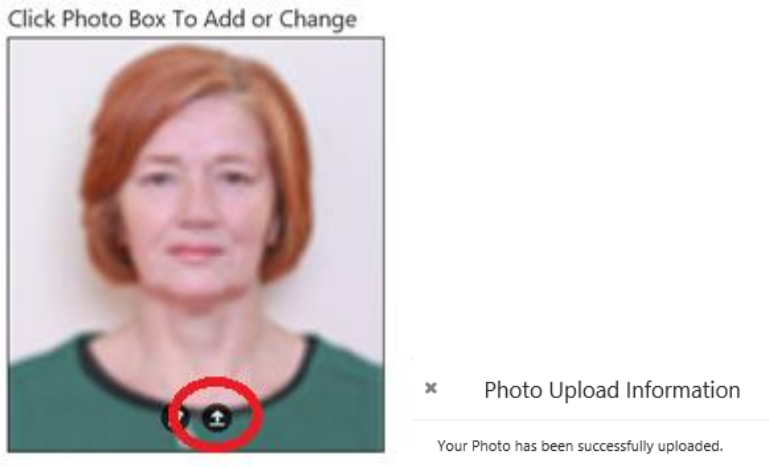 Click Photo Box To Add or Change
Photo Upload Information
Your Photo has been successfully uploaded.